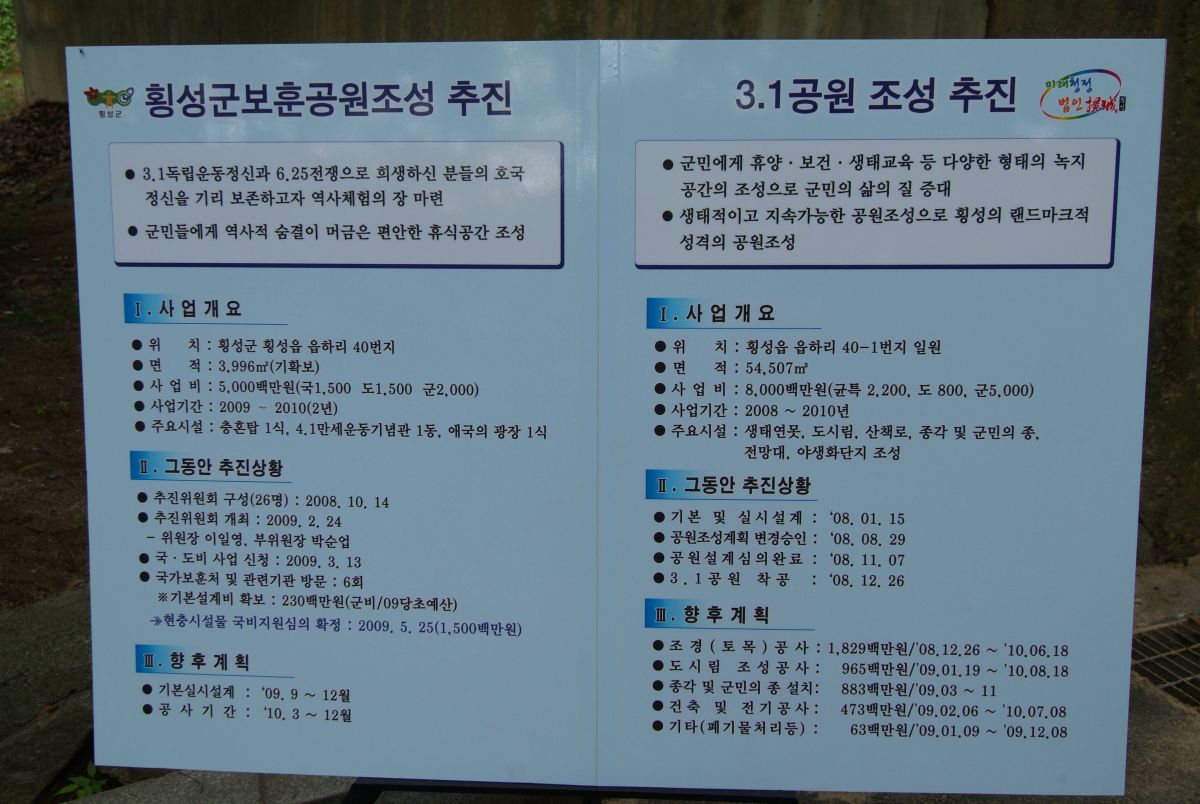 횡성군
횡성군보훈공원조성 추진
● 3.1독립운동정신과 6.25전쟁으로 희생하신 분들의 호국
정신을 기리 보존하고자 역사체험의 장 마련
● 군민들에게 역사적 숨결이 머금은 편안한 휴식공간 조성
Ⅰ. 사 업 개 요
● 위 치 : 횡성군 횡성읍 읍하리 40번지
● 면 적 : 3,996㎡(기확보)
● 사 업 비 : 5,000백만원(국1,500 도1,500 군2,000)
● 사업기간 : 2009 ~ 2010(2년)
● 주요시설 : 충혼탑 1식, 4.1만세운동기념관 1동, 애국의 광장 1식
Ⅱ. 그동안 추진상황
● 추진위원회 구성(26명) : 2008. 10. 14
● 추진위원회 개최 : 2009. 2. 24
- 위원장 이일영, 부위원장 박순업
● 국·도비 사업 신청 : 2009. 3. 13
● 국가보훈처 및 관련기관 방문 : 6회
※기본설계비 확보 : 230백만원(군비/09당초예산)
->현충시설물 국비지원심의 확정 : 2009. 5. 25(1,500백만원)
Ⅲ. 향 후 계 획
● 기본실시설계 : ‘09. 9 ~ 12월
● 공 사 기 간 : ‘10. 3 ~ 12월
3.1공원 조성 추진
미래청정
법인
● 군민에게 휴양·보건·생태교육 등 다양한 형태의 녹지
공간의 조성으로 군민의 삶의 질 증대
● 생태적이고 지속가능한 공원조성으로 횡성의 랜드마크적
성격의 공원조성
Ⅰ. 사 업 개 요
● 위 치 : 횡성읍 읍하리 40-1번지 일원
● 면 적 : 54,507㎡
● 사 업 비 : 8,000백만원(균특 2,200, 도 800, 군5,000)
● 사업기간 : 2008 ~ 2010년
● 주요시설 : 생태연못, 도시림, 산책로, 종각 및 군민의 종,
전망대, 야생화단지 조성
Ⅱ. 그동안 추진상황
● 기본 및 실시설계 : ‘08. 01. 15
● 공원조성계획 변경승인 : ‘08. 08. 29
● 공원설계심의완료 : ‘08. 11. 07
● 3.1공원 착공 : ‘08. 12. 26
Ⅲ. 향 후 계 획
● 조 경 ( 토 목 ) 공 사 : 1,829백만원/'08.12.26 ~ '10.06.18
● 도시림 조성공사 : 965백만원/'09.01.19 ~ '10.08.18
● 종각 및 군민의 종 설치: 883백만원/'09.03 ~ 11
● 건축 및 전기공사 : 473백만원/'09.02.06 ~ '10.07.08
● 기타(폐기물처리등) : 63백만원/'09.01.09 ~ '09.12.08